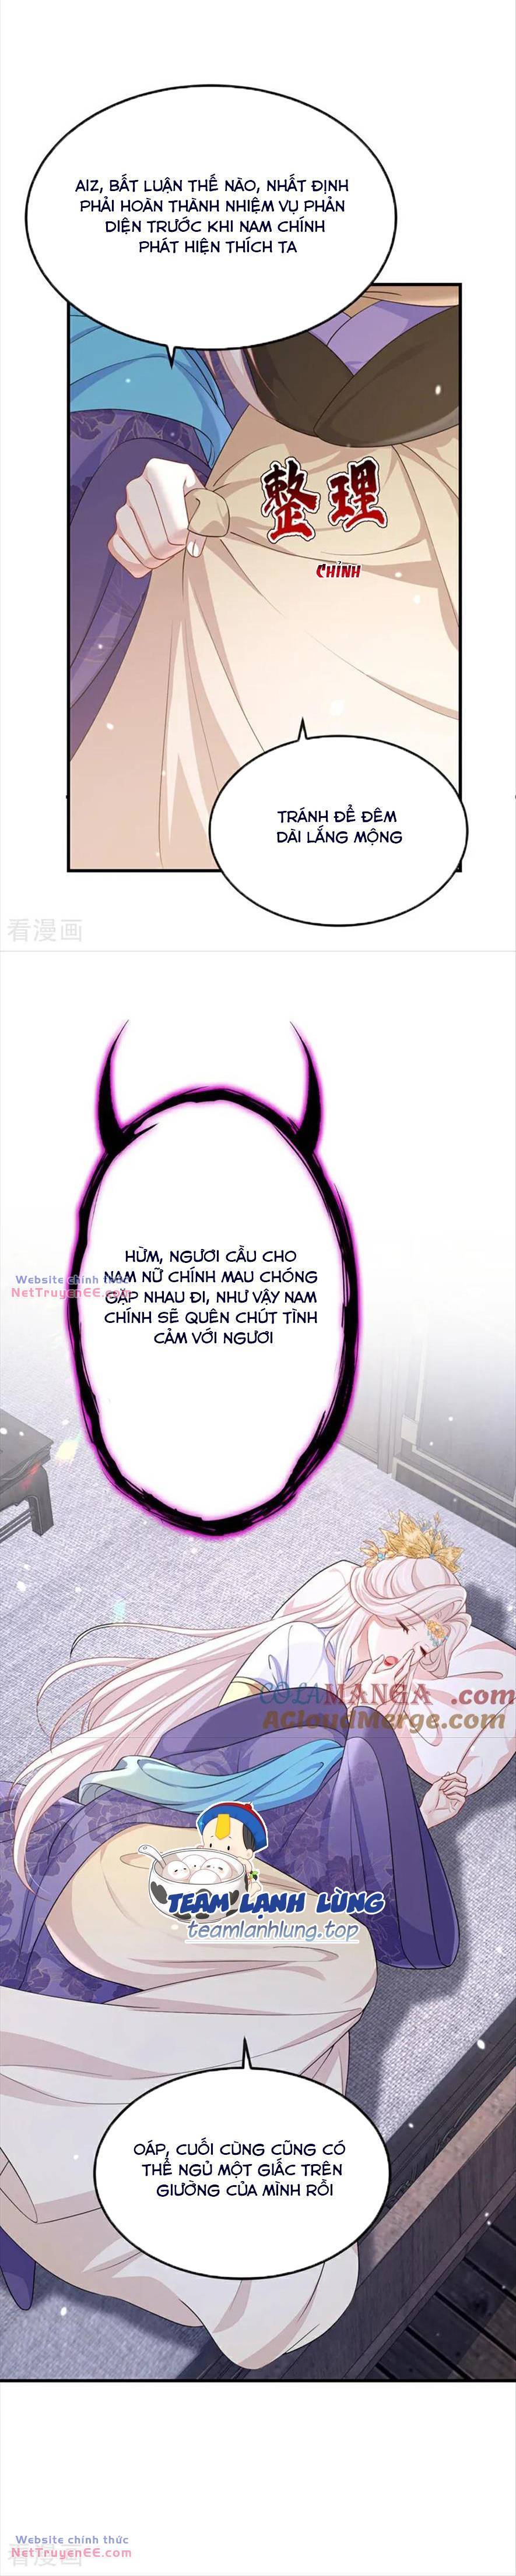 AIZ, BẤT LUẬN THẾ NÀO, NHẤT ĐỊNH
PHẢI HOÀN THÀNH NHIỆM VỤ PHẢN
DIỆN TRƯỚC KHI NAM CHÍNH
PHÁT HIỆN THÍCH TA
整理
CHỈNH
TRÁNH ĐỂ ĐÊM
DÀI LẮNG MỘNG
看漫画
HỪM, NGƯƠI CẦU CHO
NAM NỮ CHÍNH MAU CHÓNG
GẶP NHAU ĐI, NHƯ VẬY NAM
CHÍNH SẼ QUÊN CHÚT TÌNH
CẢM VỚI NGƯƠI
Website chính thức
NetTruyenEE.com
COLAMANGA.com
ACloudMerge.com
TEAM LẠNH LÙNG
teamlanhlung.top
OÁP, CUỐI CÙNG CŨNG CÓ
THỂ NGỦ MỘT GIẤC TRÊN
GIƯỜNG CỦA MÌNH RỒI
Website chính thức
NetTruyenEE.com
看漫画